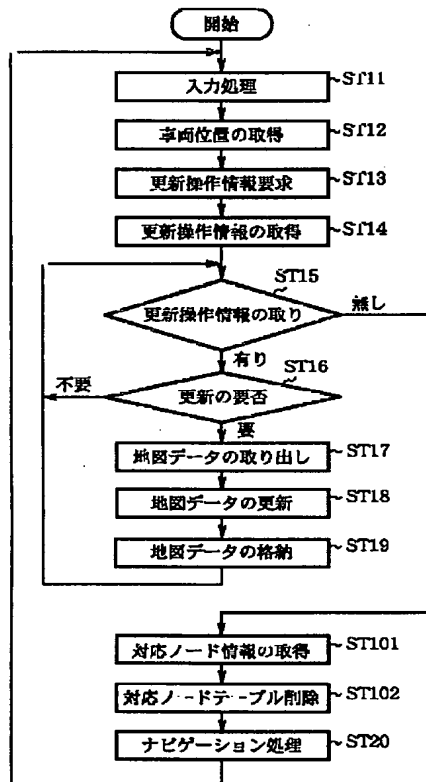 開始
入力処理
ST11
車両位置の取得
ST12
更新操作情報要求
ST13
更新操作情報の取得
ST14
ST15
更新操作情報の取り
無し
有り
ST16
不要
更新の要否
要
地図データの取り出し
ST17
地図データの更新
ST18
地図データの格納
ST19
対応ノード情報の取得
ST101
対応ノードテーブル削除
ST102
ナビゲーション処理
ST20